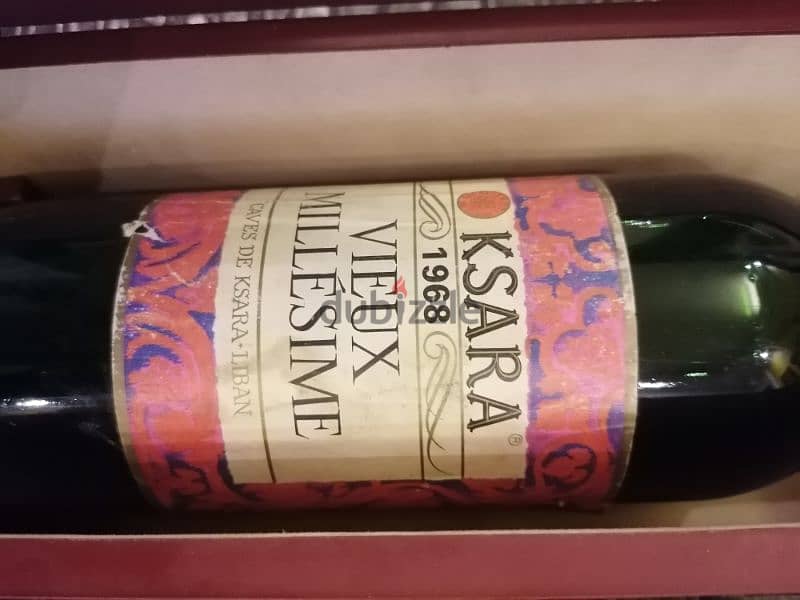 KSARA®
1968
VIEUX
MILLÉSIME
CAVES DE KSARA·LIBAN
dubizzle